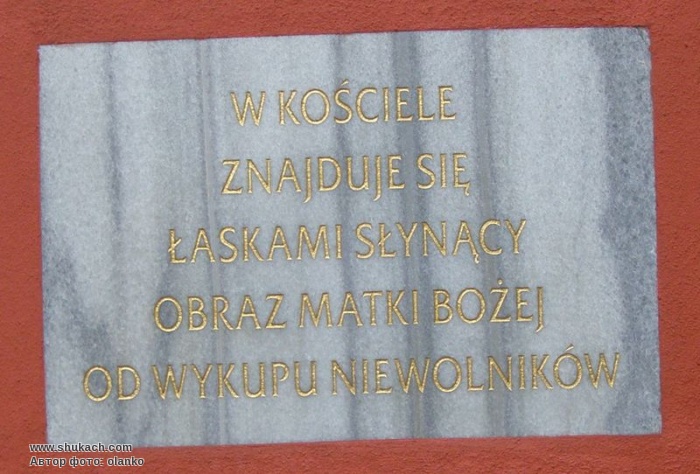 W KOŚCIELE
ZNAJDUJE SIĘ
ŁASKAMI SŁYNĄCY
OBRAZ MATKI BOŻEJ
OD WYKUPU NIEWOLNIKÓW
www.shukach.com
Автор фото: olanko